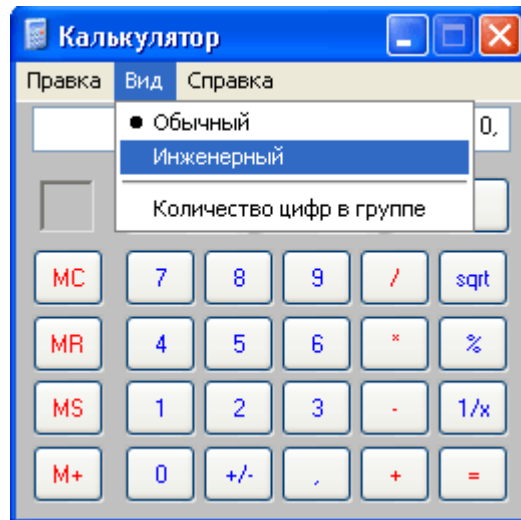 Калькулятор
Правка Вид Справка
Обычный
0,
Инженерный
Количество цифр в группе
MC 7 8 9 / sqrt
MR 4 5 6 * %
MS 1 2 3 - 1/x
M+ 0 +/- , + =